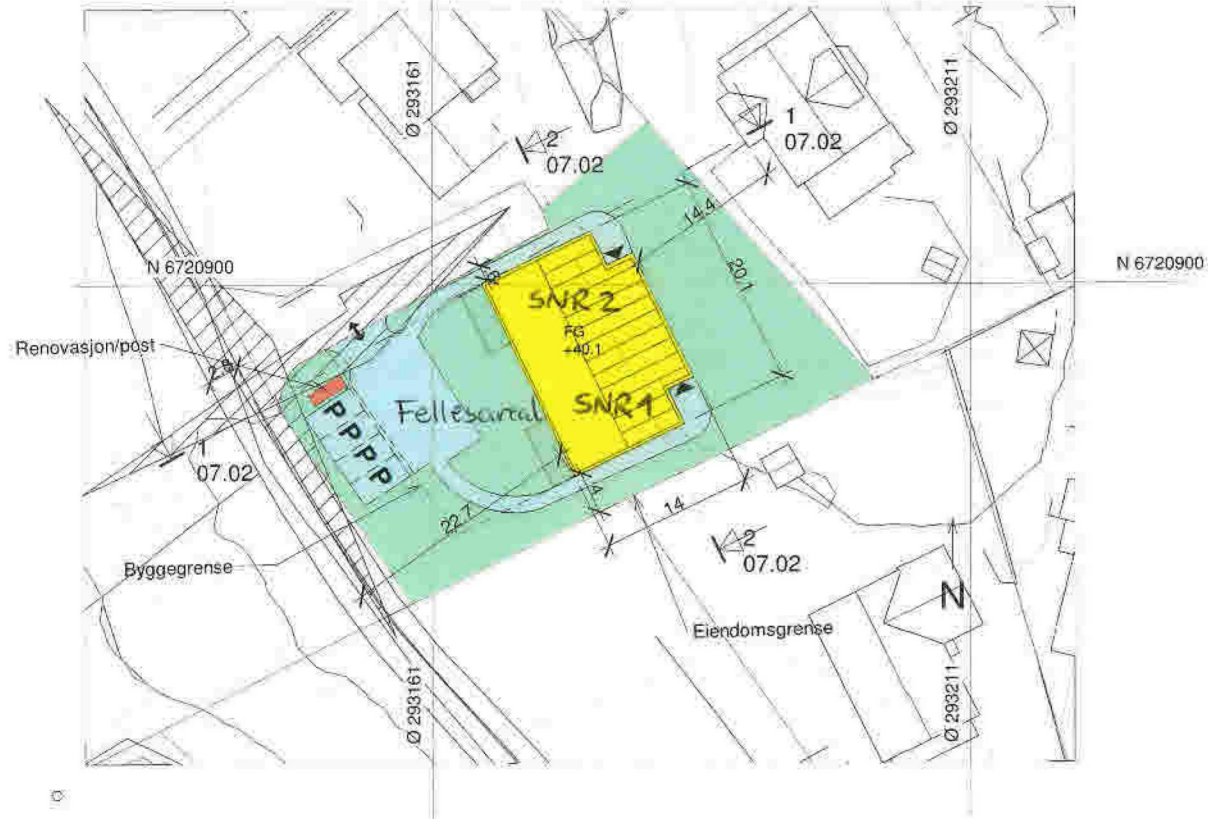 Ø 293161
Ø 293211
1
07.02
2
07.02
14.4
N 6720900
N 6720900
20.1
SNR 2
FG
+40.1
Renovasjon/post
2.8
SNR 1
Fellesareal
P
P
P
P
1
07.02
22.7
4
14
2
07.02
Byggegrense
N
Eiendomsgrense
Ø 293161
Ø 293211